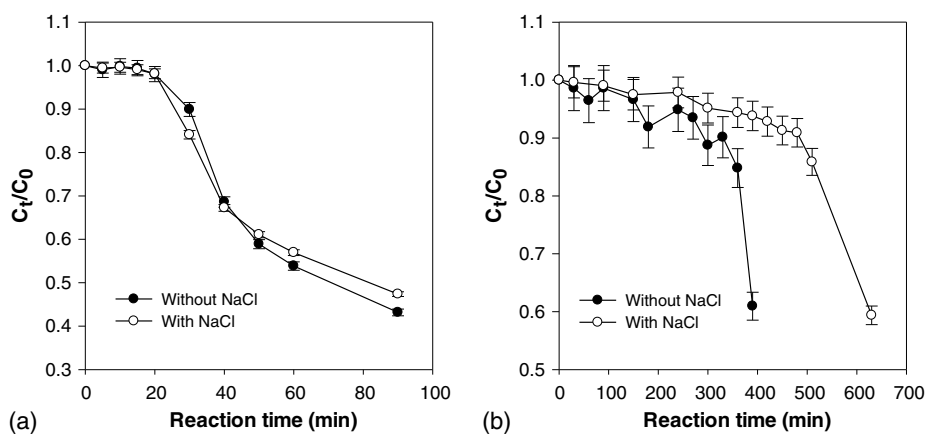 1.1
1.0
0.9
0.8
0.7
0.6
0.5
0.4
0.3
Ct/C0
Without NaCl
With NaCl
0 20 40 60 80 100
Reaction time (min)
(a)
1.1
1.0
0.9
0.8
0.7
0.6
0.5
Ct/C0
Without NaCl
With NaCl
0 100 200 300 400 500 600 700
Reaction time (min)
(b)